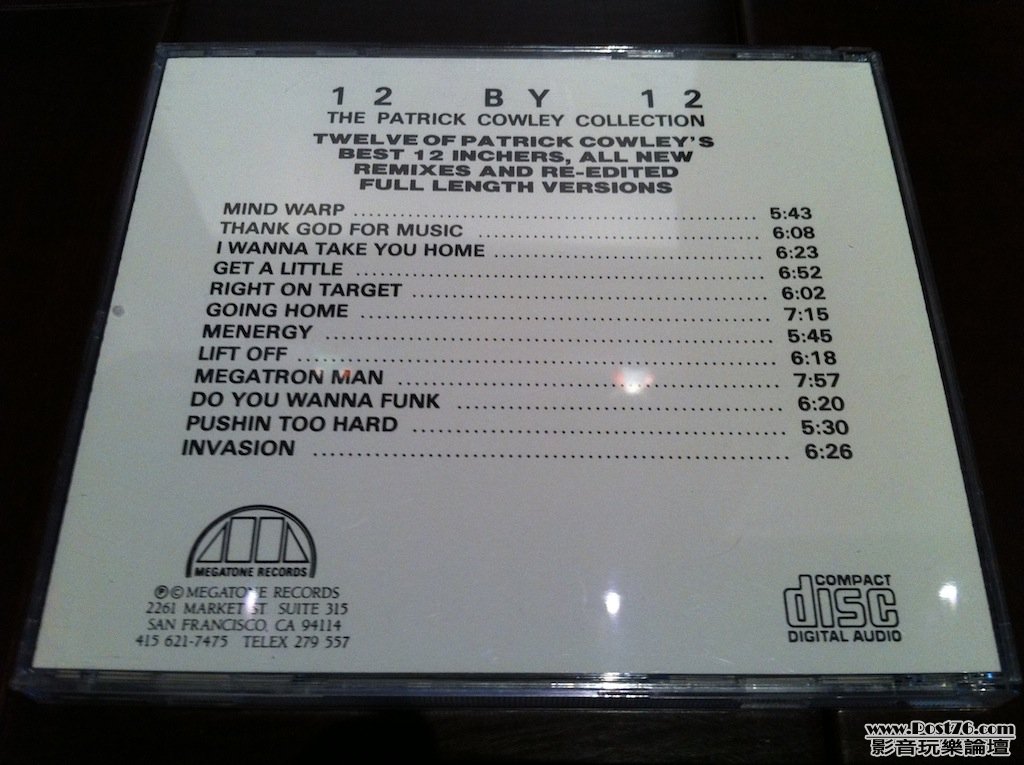 12 BY 12
THE PATRICK COWLEY COLLECTION
TWELVE OF PATRICK COWLEY'S
BEST 12 INCHERS, ALL NEW
REMIXES AND RE-EDITED
FULL LENGTH VERSIONS
MIND WARP ........ 5:43
THANK GOD FOR MUSIC ........ 6:08
I WANNA TAKE YOU HOME ........ 6:23
GET A LITTLE ........ 6:52
RIGHT ON TARGET ........ 6:02
GOING HOME ........ 7:15
MENERGY ........ 5:45
LIFT OFF ........ 6:18
MEGATRON MAN ........ 7:57
DO YOU WANNA FUNK ........ 6:20
PUSHIN TOO HARD ........ 5:30
INVASION ........ 6:26
MEGATONE RECORDS
℗©MEGATONE RECORDS
2261 MARKET ST SUITE 315
SAN FRANCISCO, CA 94114
415 621-7475 TELEX 279 557
COMPACT
disc
DIGITAL AUDIO
www.Post76.com
影音玩樂論壇